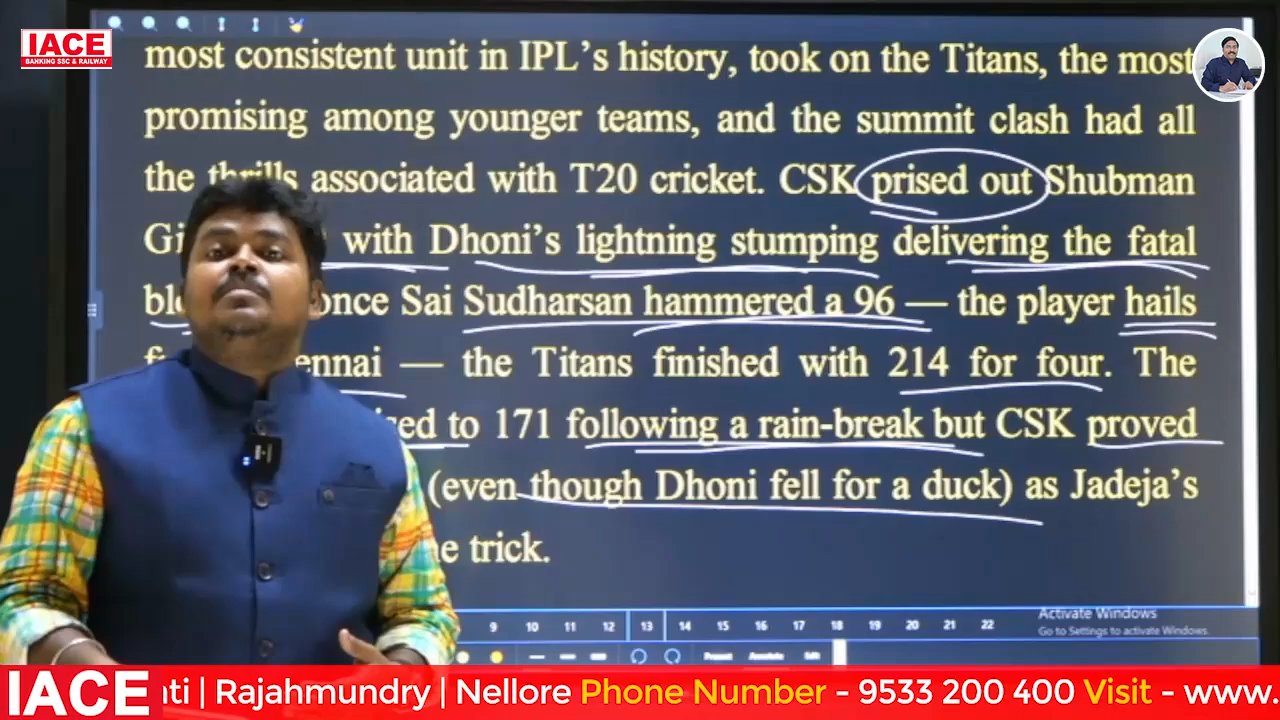 IACE
BANKING SSC & RAILWAY
most consistent unit in IPL's history, took on the Titans, the most
promising among younger teams, and the summit clash had all
the thrills associated with T20 cricket. CSK prised out Shubman
with Dhoni's lightning stumping delivering the fatal
once Sai Sudharsan hammered a 96 — the player hails
— the Titans finished with 214 for four. The
to 171 following a rain-break but CSK proved
(even though Dhoni fell for a duck) as Jadeja's
trick.
9 10 11 12 13 14 15 16 17 18 19 20 21 22
Activate Windows
Go to Settings to activate Windows.
Present Annotate Edit
IACE | Rajahmundry | Nellore Phone Number - 9533 200 400 Visit - www.